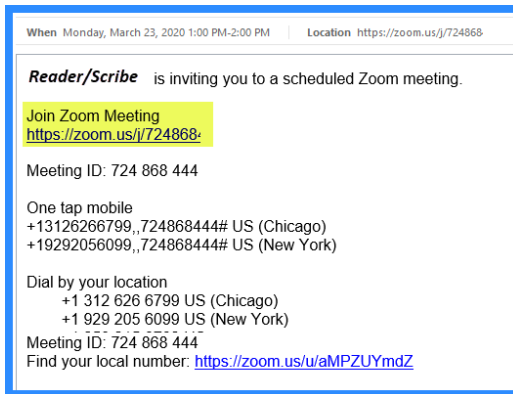 When Monday, March 23, 2020 1:00 PM-2:00 PM Location https://zoom.us/j/724868
Reader/Scribe is inviting you to a scheduled Zoom meeting.
Join Zoom Meeting
https://zoom.us/j/724868
Meeting ID: 724 868 444
One tap mobile
+13126266799,,724868444# US (Chicago)
+19292056099,,724868444# US (New York)
Dial by your location
+1 312 626 6799 US (Chicago)
+1 929 205 6099 US (New York)
Meeting ID: 724 868 444
Find your local number: https://zoom.us/u/aMPZUYmdZ